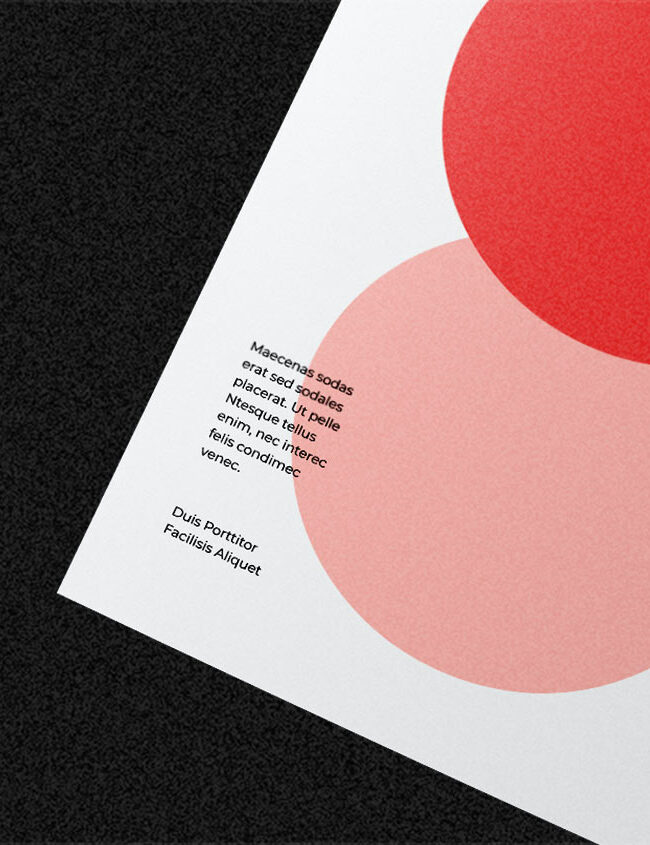 Maecenas sodas
erat sed sodales
placerat. Ut pelle
Ntesque tellus
enim, nec interec
felis condimec
venec.
Duis Porttitor
Facilisis Aliquet